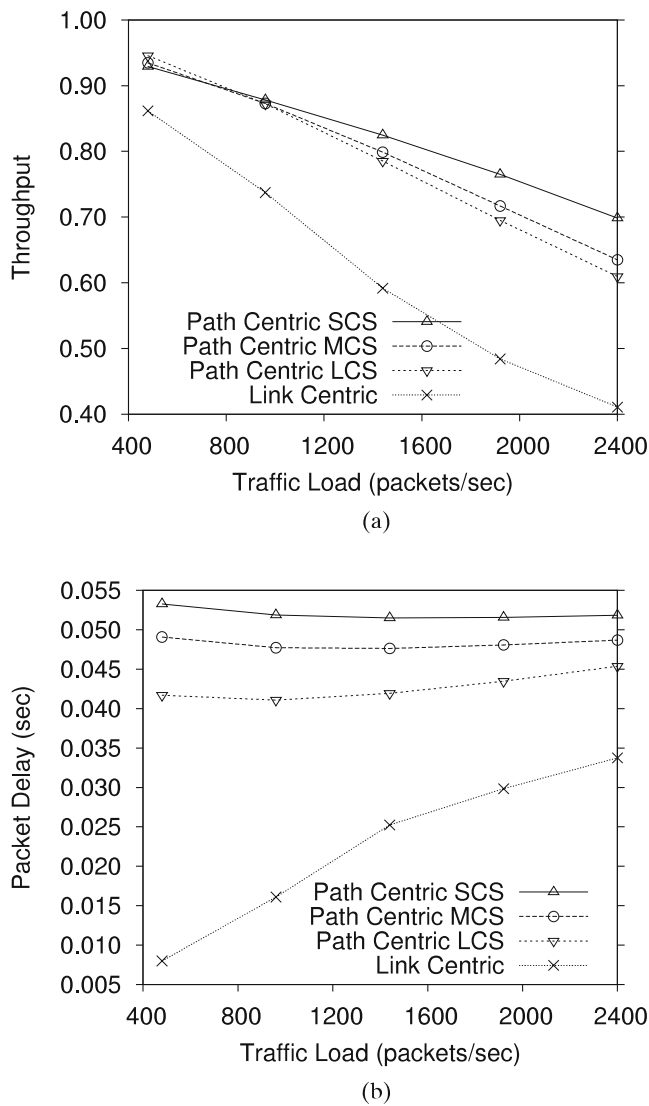 1.00
0.90
0.80
0.70
0.60
0.50
0.40
Throughput
Path Centric SCS
Path Centric MCS
Path Centric LCS
Link Centric
400 800 1200 1600 2000 2400
Traffic Load (packets/sec)
(a)
0.055
0.050
0.045
0.040
0.035
0.030
0.025
0.020
0.015
0.010
0.005
Packet Delay (sec)
Path Centric SCS
Path Centric MCS
Path Centric LCS
Link Centric
400 800 1200 1600 2000 2400
Traffic Load (packets/sec)
(b)